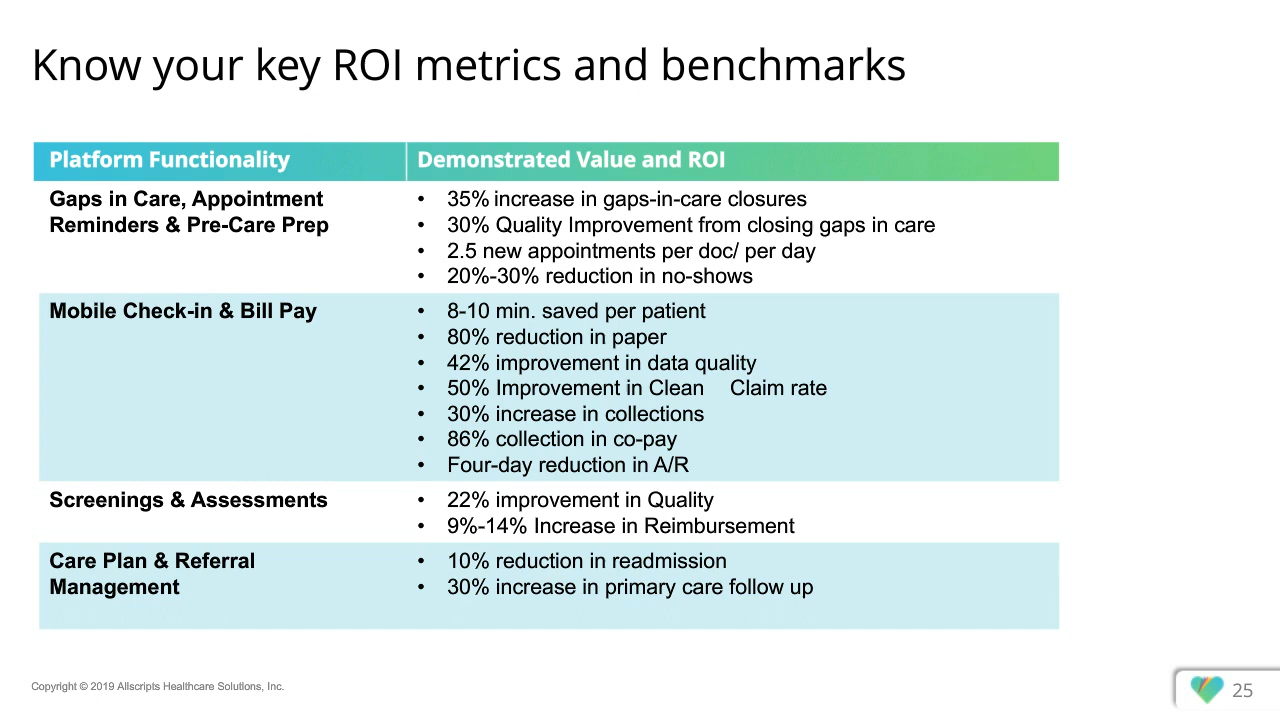 Know your key ROI metrics and benchmarks
Platform Functionality
Demonstrated Value and ROI
Gaps in Care, Appointment
Reminders & Pre-Care Prep
• 35% increase in gaps-in-care closures
• 30% Quality Improvement from closing gaps in care
• 2.5 new appointments per doc/ per day
• 20%-30% reduction in no-shows
Mobile Check-in & Bill Pay
• 8-10 min. saved per patient
• 80% reduction in paper
• 42% improvement in data quality
• 50% Improvement in Clean Claim rate
• 30% increase in collections
• 86% collection in co-pay
• Four-day reduction in A/R
Screenings & Assessments
• 22% improvement in Quality
• 9%-14% Increase in Reimbursement
Care Plan & Referral
Management
• 10% reduction in readmission
• 30% increase in primary care follow up
Copyright © 2019 Allscripts Healthcare Solutions, Inc.
25